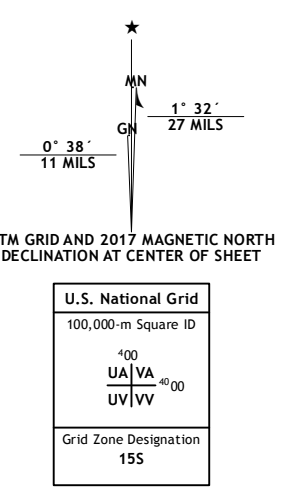 ★
MN
1° 32´
27 MILS
GN
0° 38´
11 MILS
TM GRID AND 2017 MAGNETIC NORTH
DECLINATION AT CENTER OF SHEET
U.S. National Grid
100,000-m Square ID
⁴00
UA VA
⁴⁰00
UV VV
Grid Zone Designation
15S